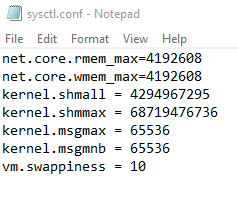 sysctl.conf - Notepad
File Edit Format View Help
net.core.rmem_max=4192608
net.core.wmem_max=4192608
kernel.shmall = 4294967295
kernel.shmmax = 68719476736
kernel.msgmax = 65536
kernel.msgmnb = 65536
vm.swappiness = 10